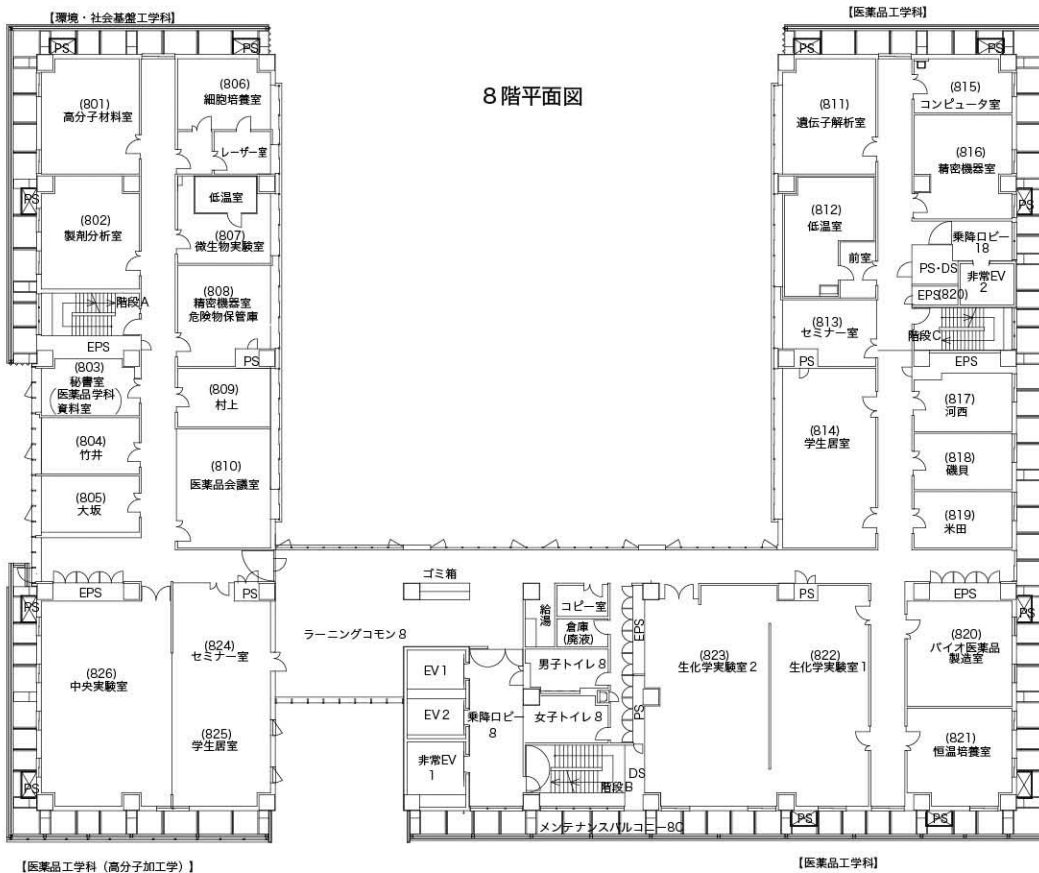 【環境・社会基盤工学科】
【医薬品工学科】
8階平面図
PS
PS
(801)
高分子材料室
(806)
細胞培養室
レーザー室
PS
(802)
製剤分析室
低温室
(807)
微生物実験室
階段A
(808)
精密機器室
危険物保管庫
EPS
PS
(803)
秘書室
(医薬品学科
資料室)
(809)
村上
(804)
竹井
(810)
医薬品会議室
(805)
大坂
PS
PS
(811)
遺伝子解析室
(815)
コンピュータ室
(816)
精密機器室
PS
(812)
低温室
前室
乗降ロビー
18
PS・DS
非常EV
2
EPS(820)
(813)
セミナー室
階段C
PS
EPS
(814)
学生居室
(817)
河西
(818)
磯貝
(819)
米田
EPS
PS
PS
(824)
セミナー室
(826)
中央実験室
(825)
学生居室
PS
ゴミ箱
ラーニングコモン8
給湯
コピー室
倉庫
(廃液)
EPS
EV1
男子トイレ8
EV2
乗降ロビー
8
女子トイレ8
D
PS
非常EV
1
階段B
DS
PS
EPS
PS
(823)
生化学実験室2
(822)
生化学実験室1
(820)
バイオ医薬品
製造室
(821)
恒温培養室
メンテナンスバルコニー8C
PS
PS
【医薬品工学科（高分子加工学）】
【医薬品工学科】